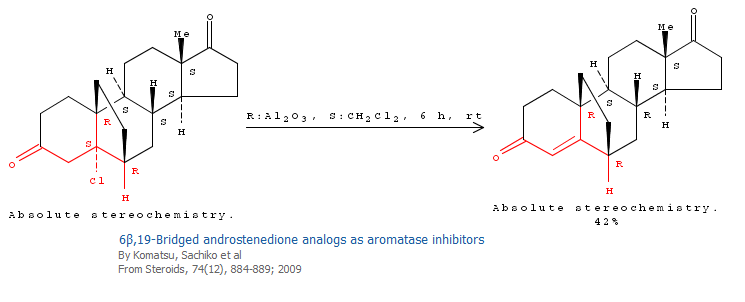 O
O
Me
Me
H
H
S
S
H
H
S
S
S
S
S
R
R
H
R:Al2O3, S:CH2Cl2, 6 h, rt
H
R
S
R
O
R
O
Cl
H
H
Absolute stereochemistry.
Absolute stereochemistry.
42%
6β,19-Bridged androstenedione analogs as aromatase inhibitors
By Komatsu, Sachiko et al
From Steroids, 74(12), 884-889; 2009